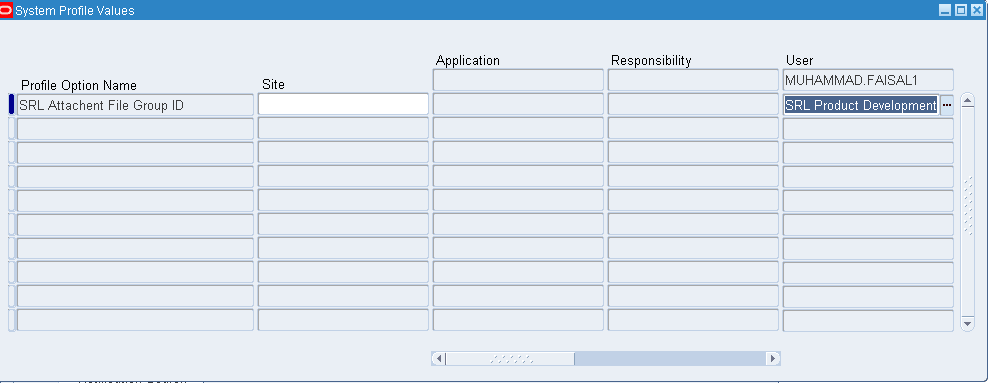 System Profile Values
Application Responsibility User
Profile Option Name Site MUHAMMAD.FAISAL1
SRL Attachent File Group ID SRL Product Development